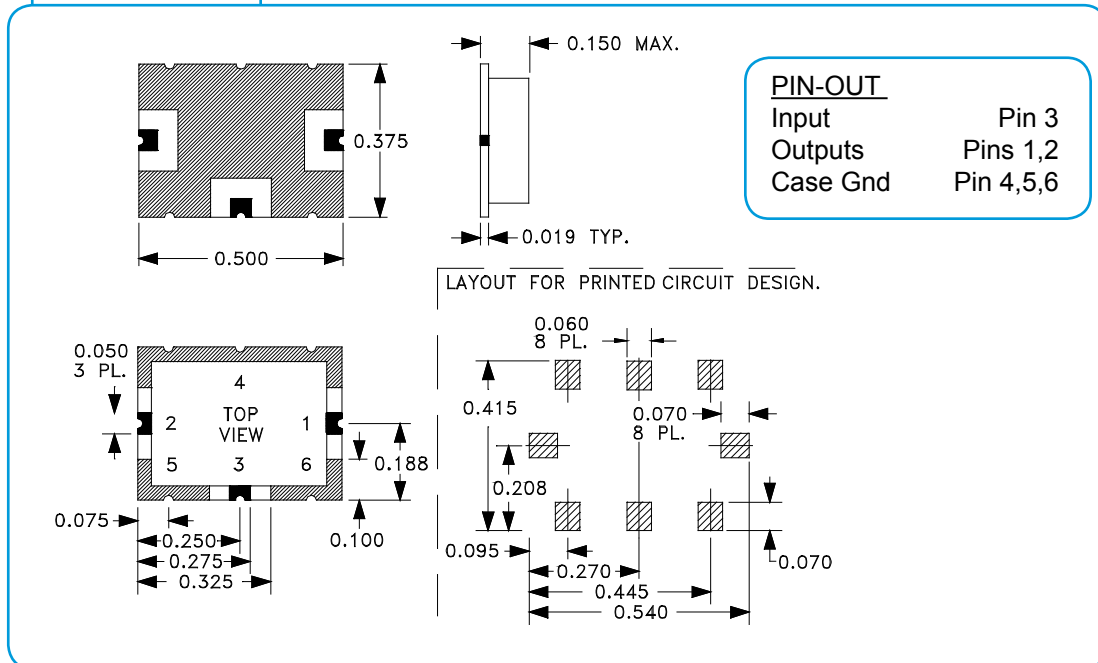 0.150 MAX.
0.375
0.500
0.019 TYP.
PIN-OUT
Input Pin 3
Outputs Pins 1,2
Case Gnd Pin 4,5,6
LAYOUT FOR PRINTED CIRCUIT DESIGN.
0.050
3 PL.
4
2 TOP 1
VIEW
5 3 6
0.188
0.075
0.250
0.275
0.325
0.100
0.060
8 PL.
0.415
0.070
8 PL.
0.208
0.095
0.270
0.445
0.540
0.070